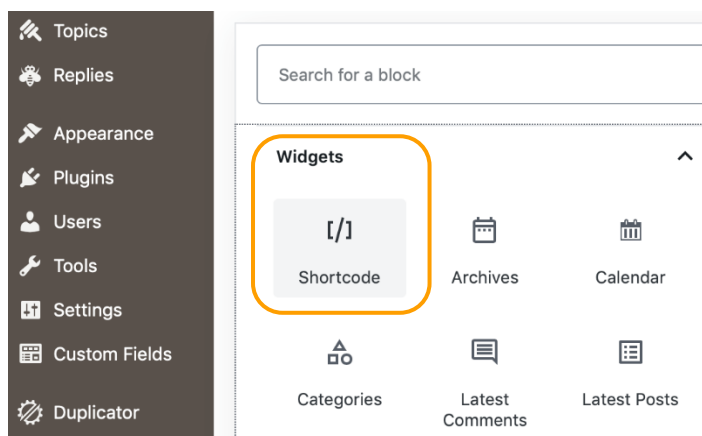 Topics
Replies
Appearance
Plugins
Users
Tools
Settings
Custom Fields
Duplicator
Search for a block
Widgets
[/]
Shortcode
Archives
Calendar
Categories
Latest
Comments
Latest Posts